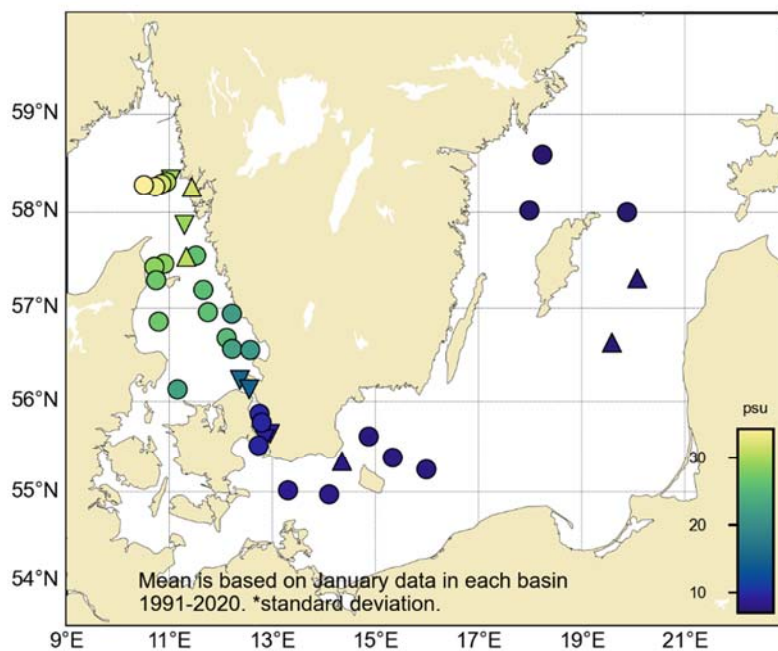 59°N
58°N
57°N
56°N
55°N
54°N
psu
30
20
10
Mean is based on January data in each basin
1991-2020. *standard deviation.
9°E 11°E 13°E 15°E 17°E 19°E 21°E